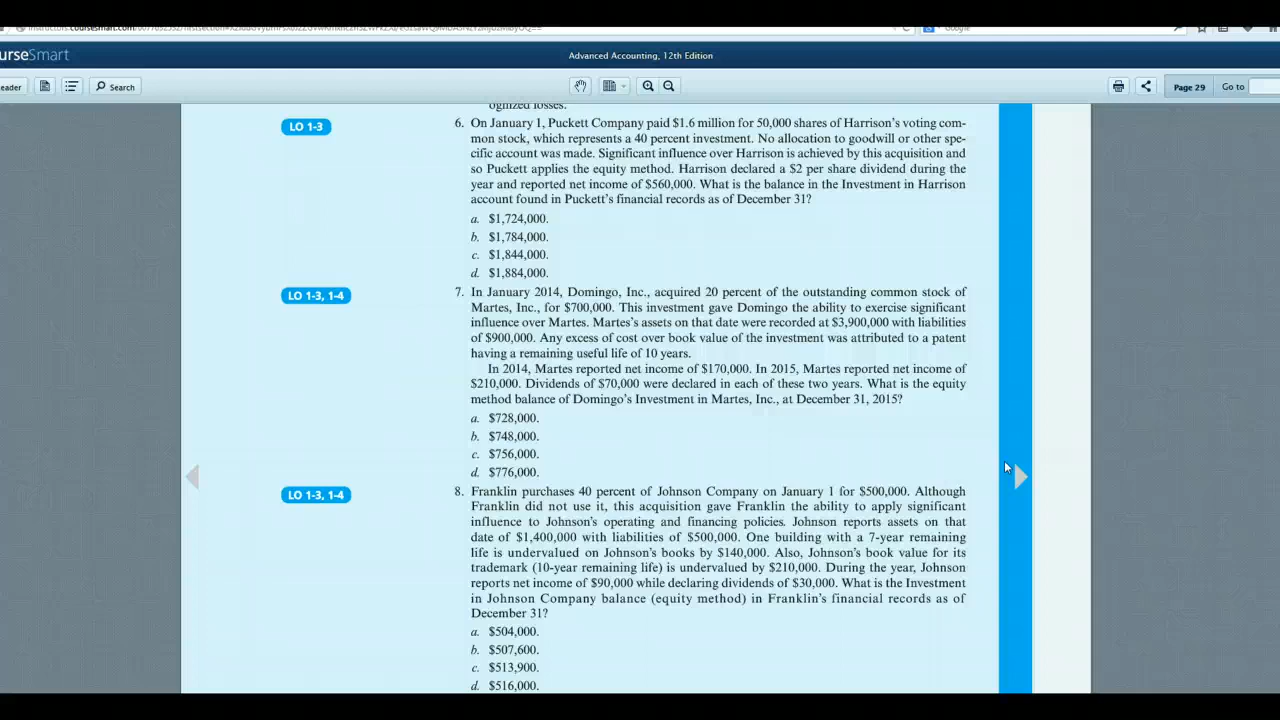 urseSmart
Advanced Accounting, 12th Edition
eader
Search
Page 29
Go to
ognized losses.
LO 1-3
6. On January 1, Puckett Company paid $1.6 million for 50,000 shares of Harrison's voting com-
mon stock, which represents a 40 percent investment. No allocation to goodwill or other spe-
cific account was made. Significant influence over Harrison is achieved by this acquisition and
so Puckett applies the equity method. Harrison declared a $2 per share dividend during the
year and reported net income of $560,000. What is the balance in the Investment in Harrison
account found in Puckett's financial records as of December 31?
a. $1,724,000.
b. $1,784,000.
c. $1,844,000.
d. $1,884,000.
LO 1-3, 1-4
7. In January 2014, Domingo, Inc., acquired 20 percent of the outstanding common stock of
Martes, Inc., for $700,000. This investment gave Domingo the ability to exercise significant
influence over Martes. Martes's assets on that date were recorded at $3,900,000 with liabilities
of $900,000. Any excess of cost over book value of the investment was attributed to a patent
having a remaining useful life of 10 years.
In 2014, Martes reported net income of $170,000. In 2015, Martes reported net income of
$210,000. Dividends of $70,000 were declared in each of these two years. What is the equity
method balance of Domingo's Investment in Martes, Inc., at December 31, 2015?
a. $728,000.
b. $748,000.
c. $756,000.
d. $776,000.
LO 1-3, 1-4
8. Franklin purchases 40 percent of Johnson Company on January 1 for $500,000. Although
Franklin did not use it, this acquisition gave Franklin the ability to apply significant
influence to Johnson's operating and financing policies. Johnson reports assets on that
date of $1,400,000 with liabilities of $500,000. One building with a 7-year remaining
life is undervalued on Johnson's books by $140,000. Also, Johnson's book value for its
trademark (10-year remaining life) is undervalued by $210,000. During the year, Johnson
reports net income of $90,000 while declaring dividends of $30,000. What is the Investment
in Johnson Company balance (equity method) in Franklin's financial records as of
December 31?
a. $504,000.
b. $507,600.
c. $513,900.
d. $516,000.